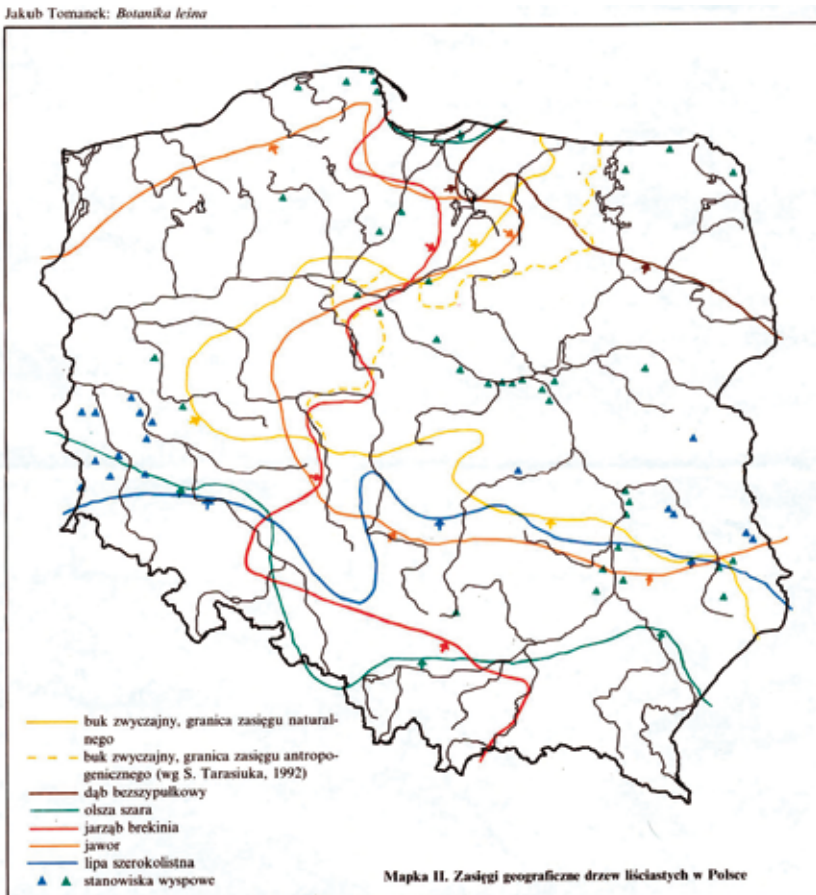 Jakub Tomanek: Botanika leśna
buk zwyczajny, granica zasięgu natural-
nego
buk zwyczajny, granica zasięgu antropo-
genicznego (wg S. Tarasiuka, 1992)
dąb bezszypułkowy
olsza szara
jarząb brekinia
jawor
lipa szerokolistna
stanowiska wyspowe
Mapka II. Zasięgi geograficzne drzew liściastych w Polsce